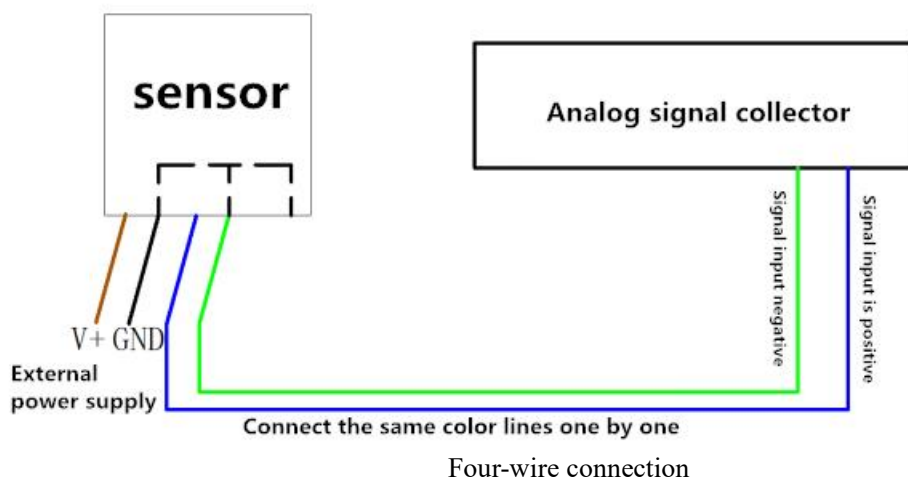 sensor
Analog signal collector
Signal input negative
Signal input is positive
V+ GND
External
power supply
Connect the same color lines one by one
Four-wire connection